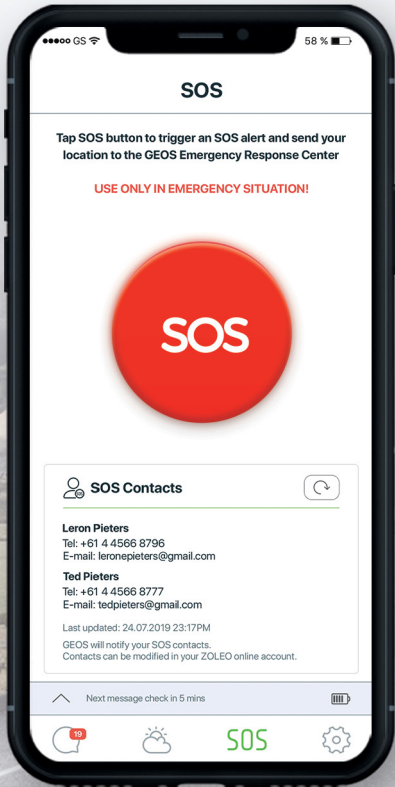 GS
58 %
SOS
Tap SOS button to trigger an SOS alert and send your
location to the GEOS Emergency Response Center
USE ONLY IN EMERGENCY SITUATION!
SOS
SOS Contacts
Leron Pieters
Tel: +61 4 4566 8796
E-mail: leronepieters@gmail.com
Ted Pieters
Tel: +61 4 4566 8777
E-mail: tedpieters@gmail.com
Last updated: 24.07.2019 23:17PM
GEOS will notify your SOS contacts.
Contacts can be modified in your ZOLEO online account.
Next message check in 5 mins
19
SOS